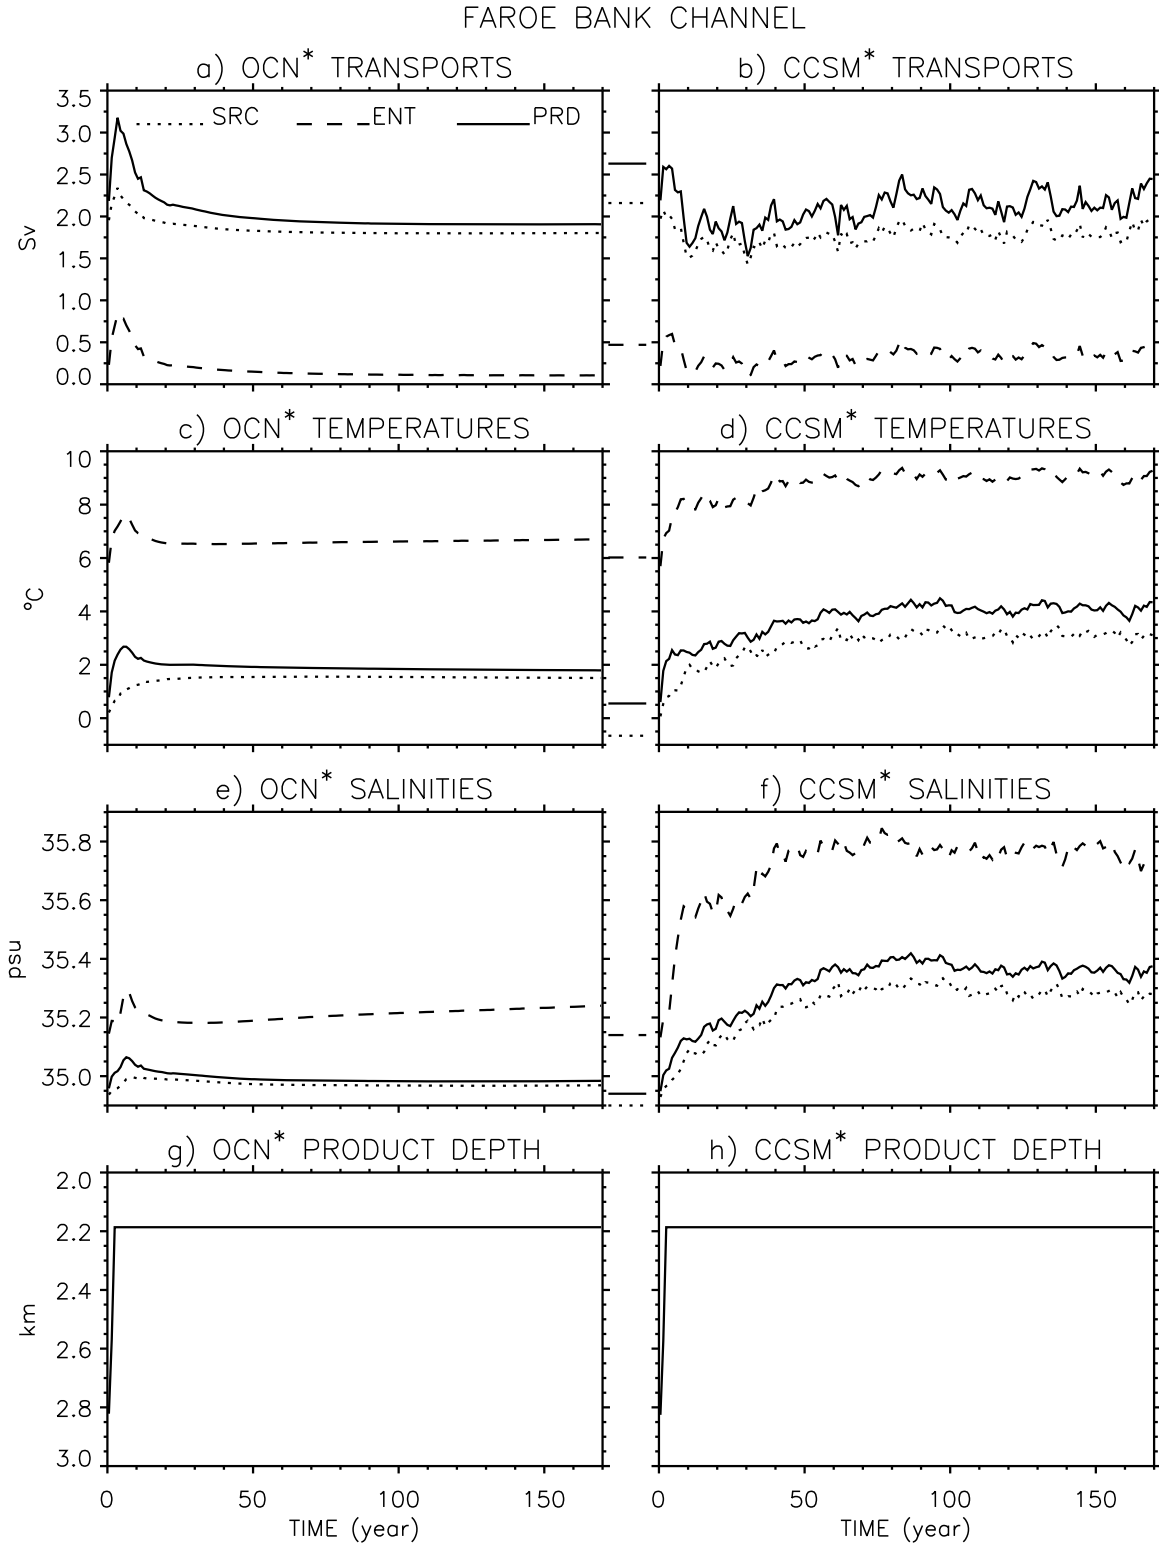 FAROE BANK CHANNEL
a) OCN* TRANSPORTS
b) CCSM* TRANSPORTS
3.5
3.0
2.5
2.0
1.5
1.0
0.5
0.0
Sv
SRC ENT PRD
c) OCN* TEMPERATURES
d) CCSM* TEMPERATURES
10
8
6
4
2
0
°C
e) OCN* SALINITIES
f) CCSM* SALINITIES
35.8
35.6
35.4
35.2
35.0
psu
g) OCN* PRODUCT DEPTH
h) CCSM* PRODUCT DEPTH
2.0
2.2
2.4
2.6
2.8
3.0
km
0 50 100 150
0 50 100 150
TIME (year)
TIME (year)